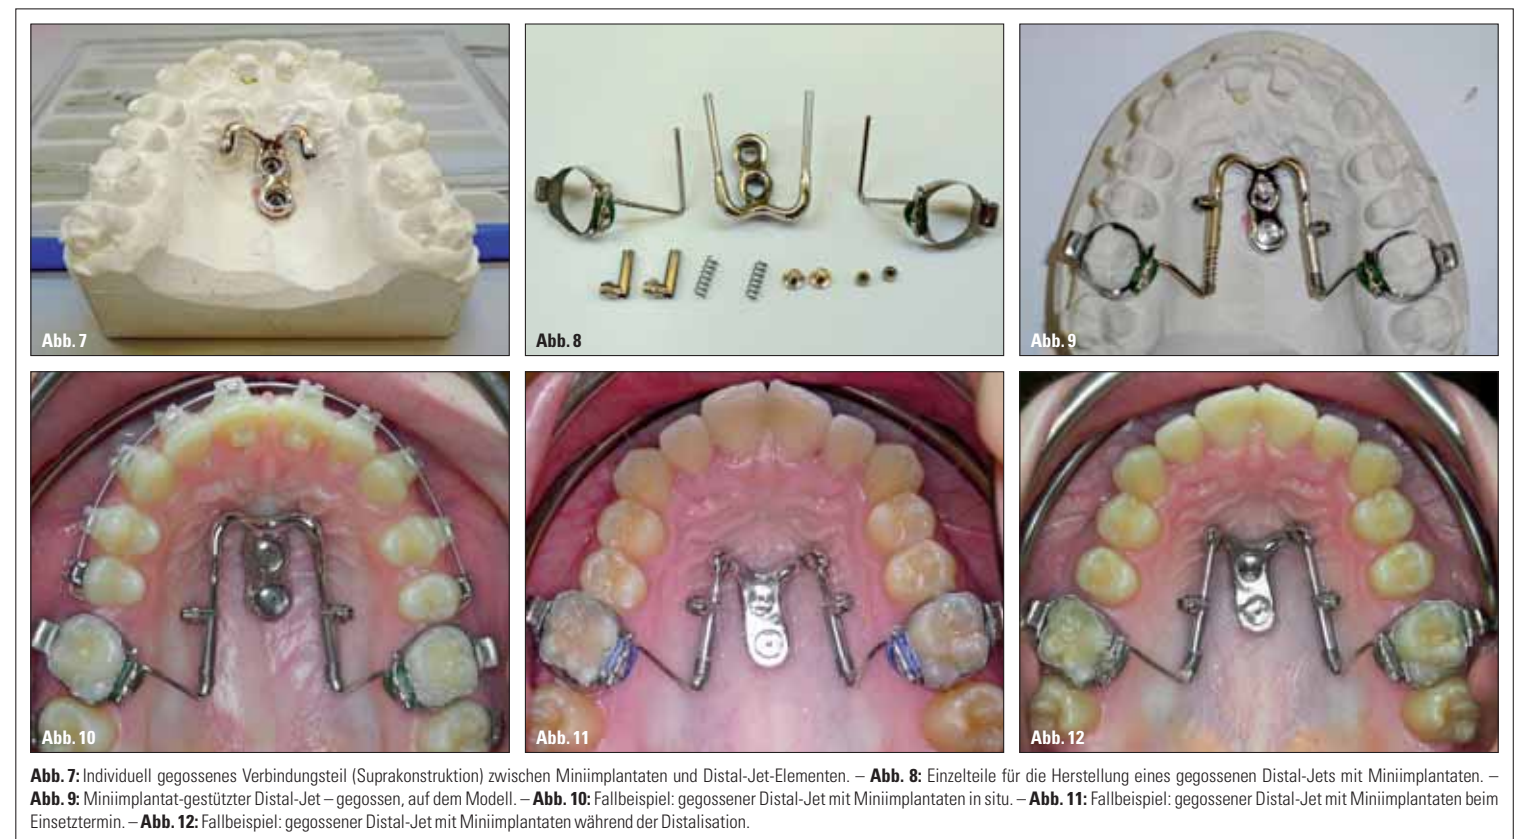 Abb. 7
Abb. 8
Abb. 9
Abb. 10
Abb. 11
Abb. 12
Abb. 7: Individuell gegossenes Verbindungsteil (Suprakonstruktion) zwischen Miniimplantaten und Distal-Jet-Elementen. – Abb. 8: Einzelteile für die Herstellung eines gegossenen Distal-Jets mit Miniimplantaten. –
Abb. 9: Miniimplantat-gestützter Distal-Jet – gegossen, auf dem Modell. – Abb. 10: Fallbeispiel: gegossener Distal-Jet mit Miniimplantaten in situ. – Abb. 11: Fallbeispiel: gegossener Distal-Jet mit Miniimplantaten beim
Einsetztermin. – Abb. 12: Fallbeispiel: gegossener Distal-Jet mit Miniimplantaten während der Distalisation.